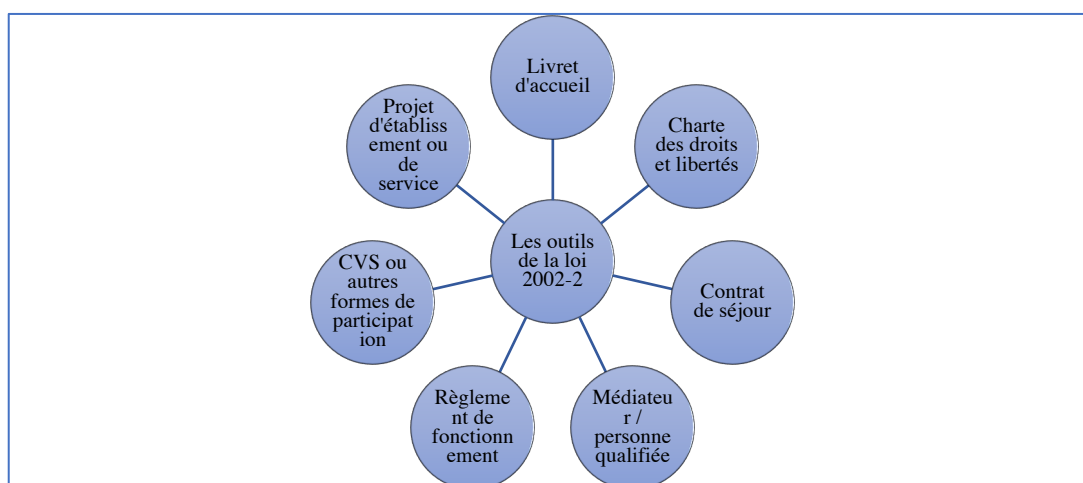 Livret
d'accueil
Charte
des droits
et libertés
Contrat
de séjour
Médiateu
r /
personne
qualifiée
Règleme
nt de
fonctionn
ement
CVS ou
autres
formes de
participat
ion
Projet
d'établiss
ement ou
de
service
Les outils
de la loi
2002-2